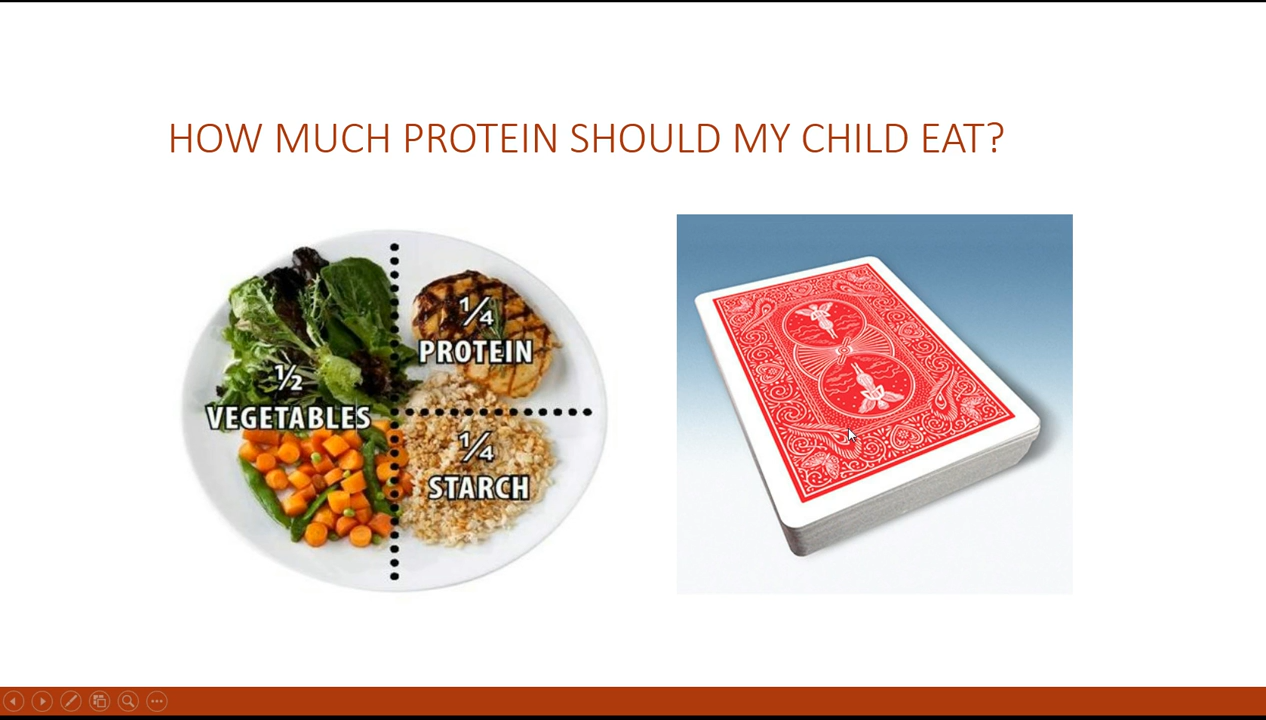 HOW MUCH PROTEIN SHOULD MY CHILD EAT?
½
VEGETABLES
¼
PROTEIN
¼
STARCH